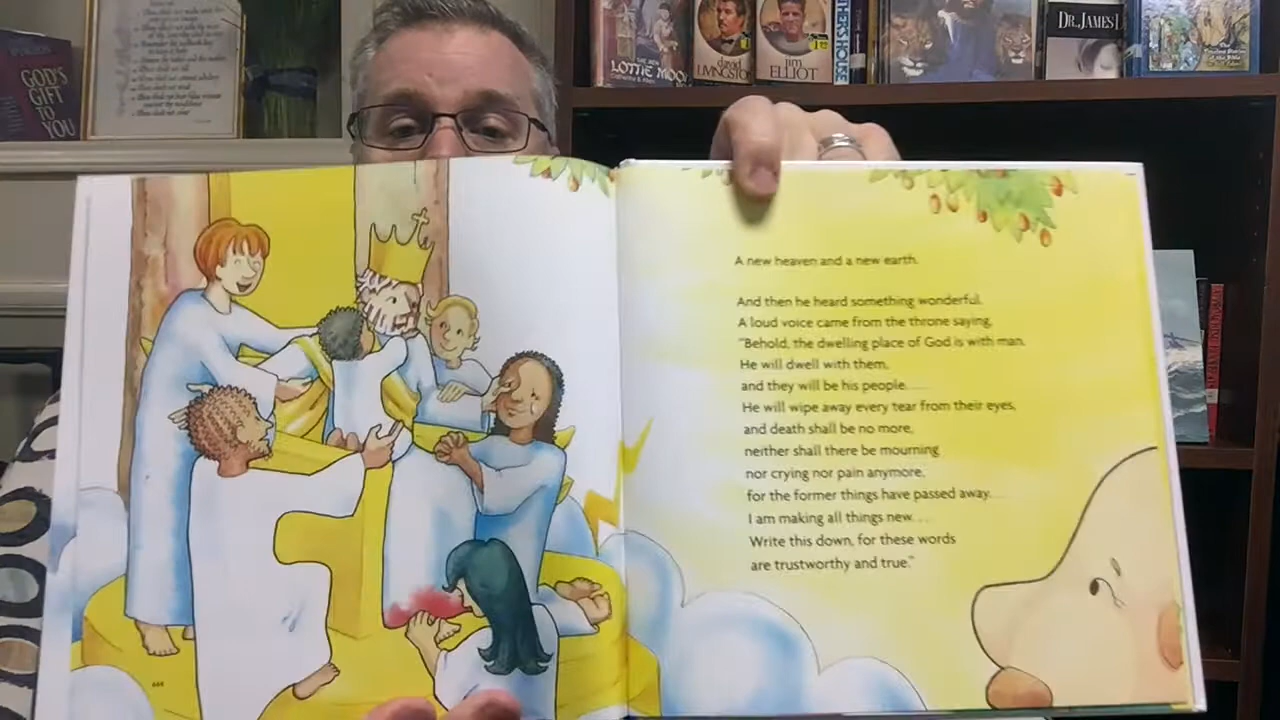 GOD'S
GIFT
TO
YOU
LOTTIE MOON
LIVINGSTO
jim
ELLIOT
HERS HOUSE
DR. JAMES
A new heaven and a new earth.
And then he heard something wonderful.
A loud voice came from the throne saying,
"Behold, the dwelling place of God is with man.
He will dwell with them,
and they will be his people. . . .
He will wipe away every tear from their eyes,
and death shall be no more,
neither shall there be mourning
nor crying nor pain anymore,
for the former things have passed away. . . .
I am making all things new. . . .
Write this down, for these words
are trustworthy and true."